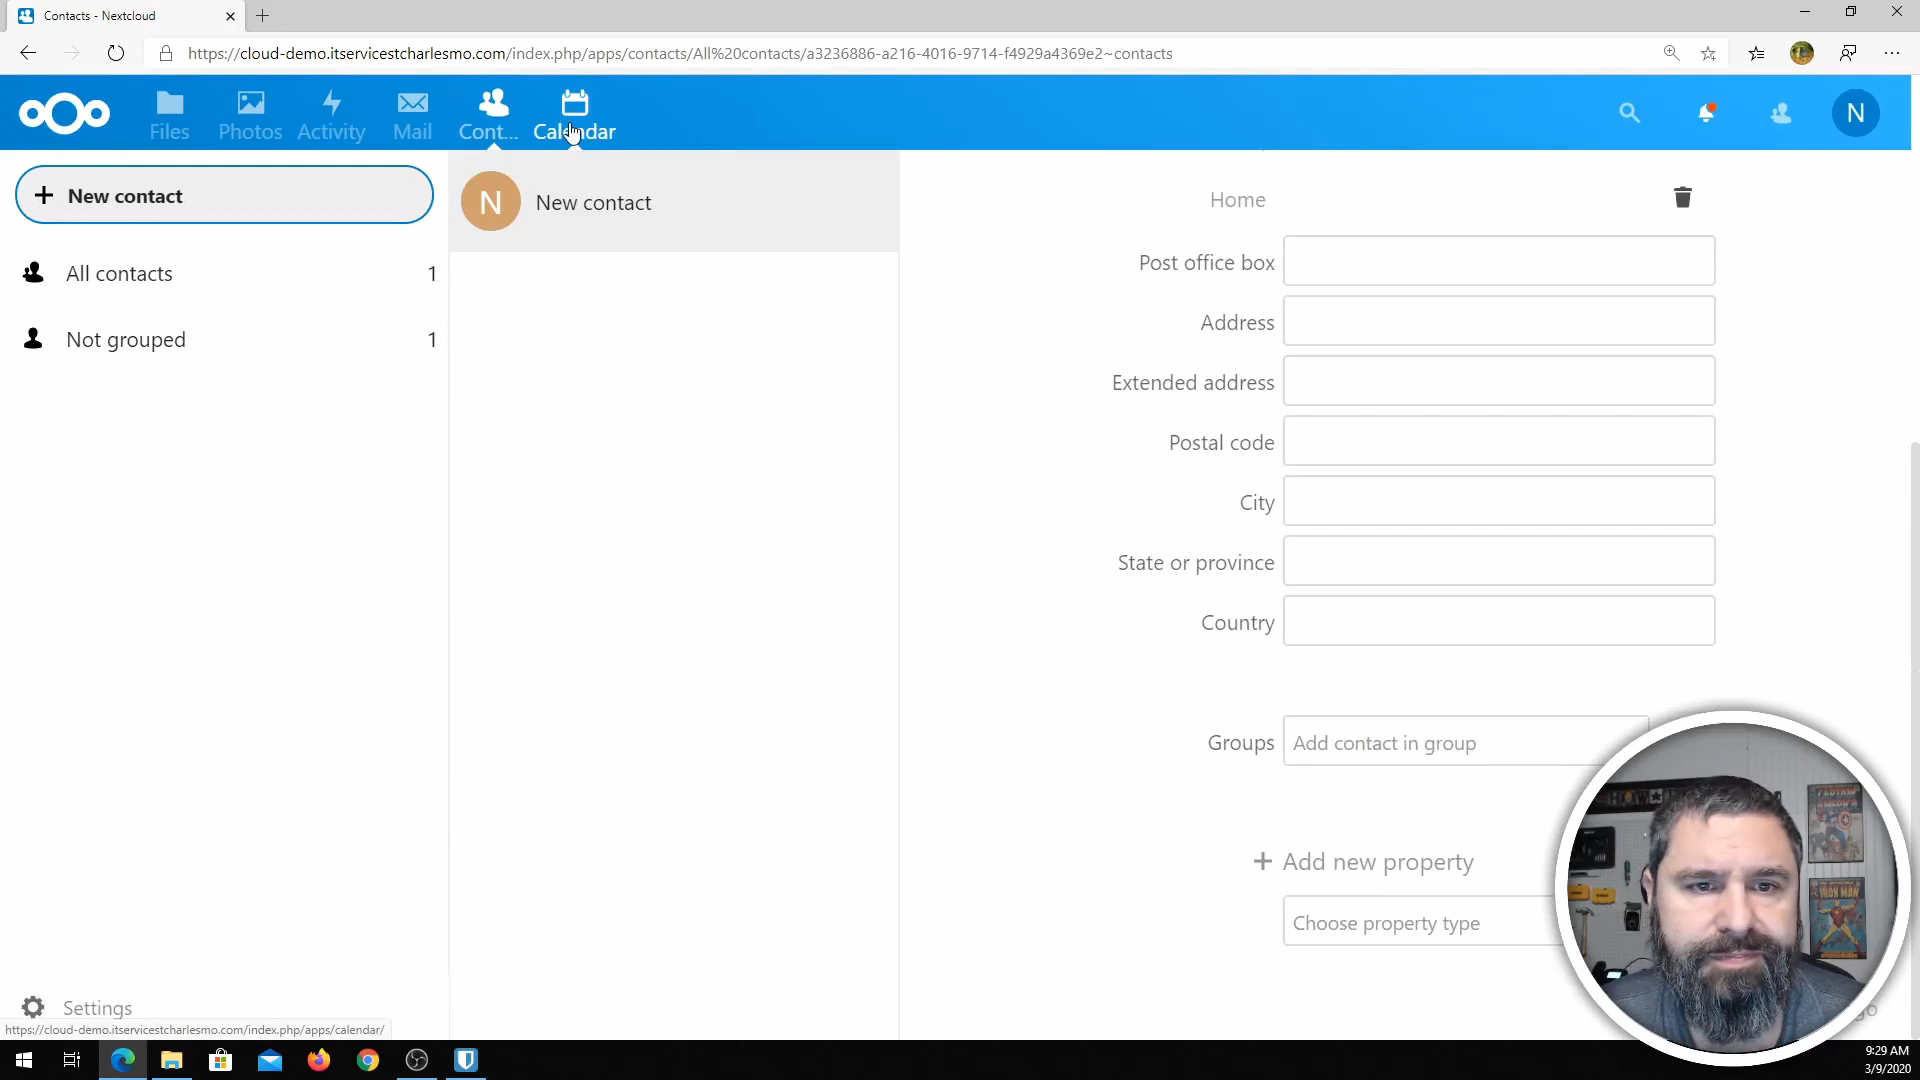 Contacts - Nextcloud
https://cloud-demo.itservicestcharlesmo.com/index.php/apps/contacts/All%20contacts/a3236886-a216-4016-9714-f4929a4369e2~contacts
Files
Photos
Activity
Mail
Cont...
Calendar
N
New contact
All contacts 1
Not grouped 1
N New contact
Home
Post office box
Address
Extended address
Postal code
City
State or province
Country
Groups Add contact in group
Add new property
Choose property type
Settings
https://cloud-demo.itservicestcharlesmo.com/index.php/apps/calendar/
CAPTAIN AMERICA
IRON MAN
9:29 AM
3/9/2020